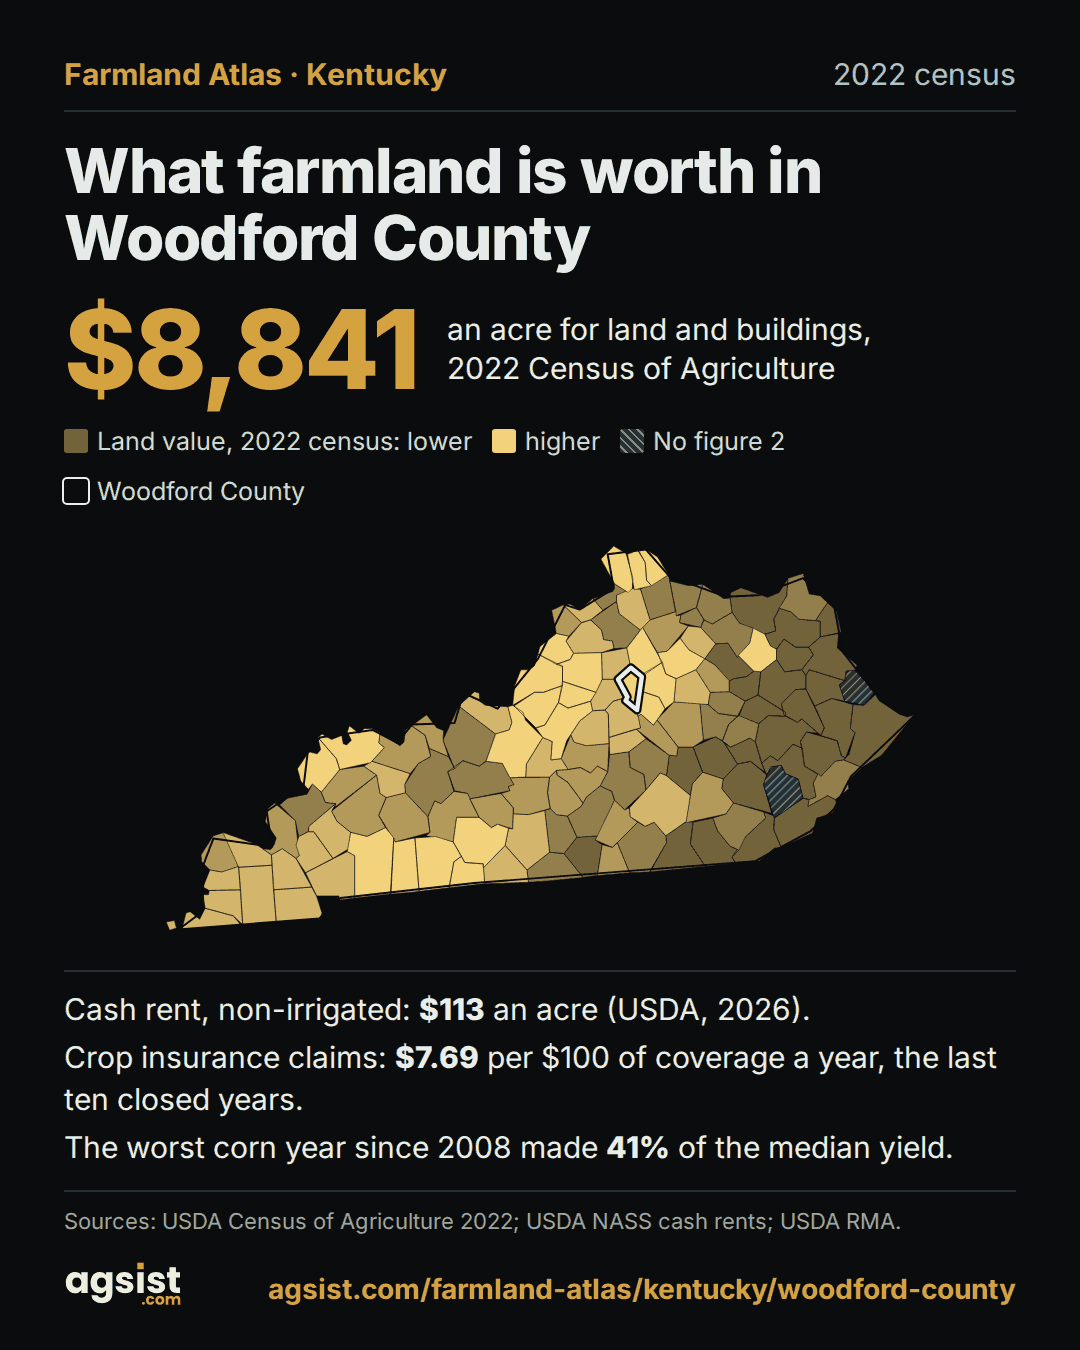 Farmland Atlas · Kentucky
2022 census
What farmland is worth in
Woodford County
$8,841
an acre for land and buildings,
2022 Census of Agriculture
Land value, 2022 census: lower
higher
No figure 2
Woodford County
Cash rent, non-irrigated: $113 an acre (USDA, 2026).
Crop insurance claims: $7.69 per $100 of coverage a year, the last
ten closed years.
The worst corn year since 2008 made 41% of the median yield.
Sources: USDA Census of Agriculture 2022; USDA NASS cash rents; USDA RMA.
agsist
.com
agsist.com/farmland-atlas/kentucky/woodford-county